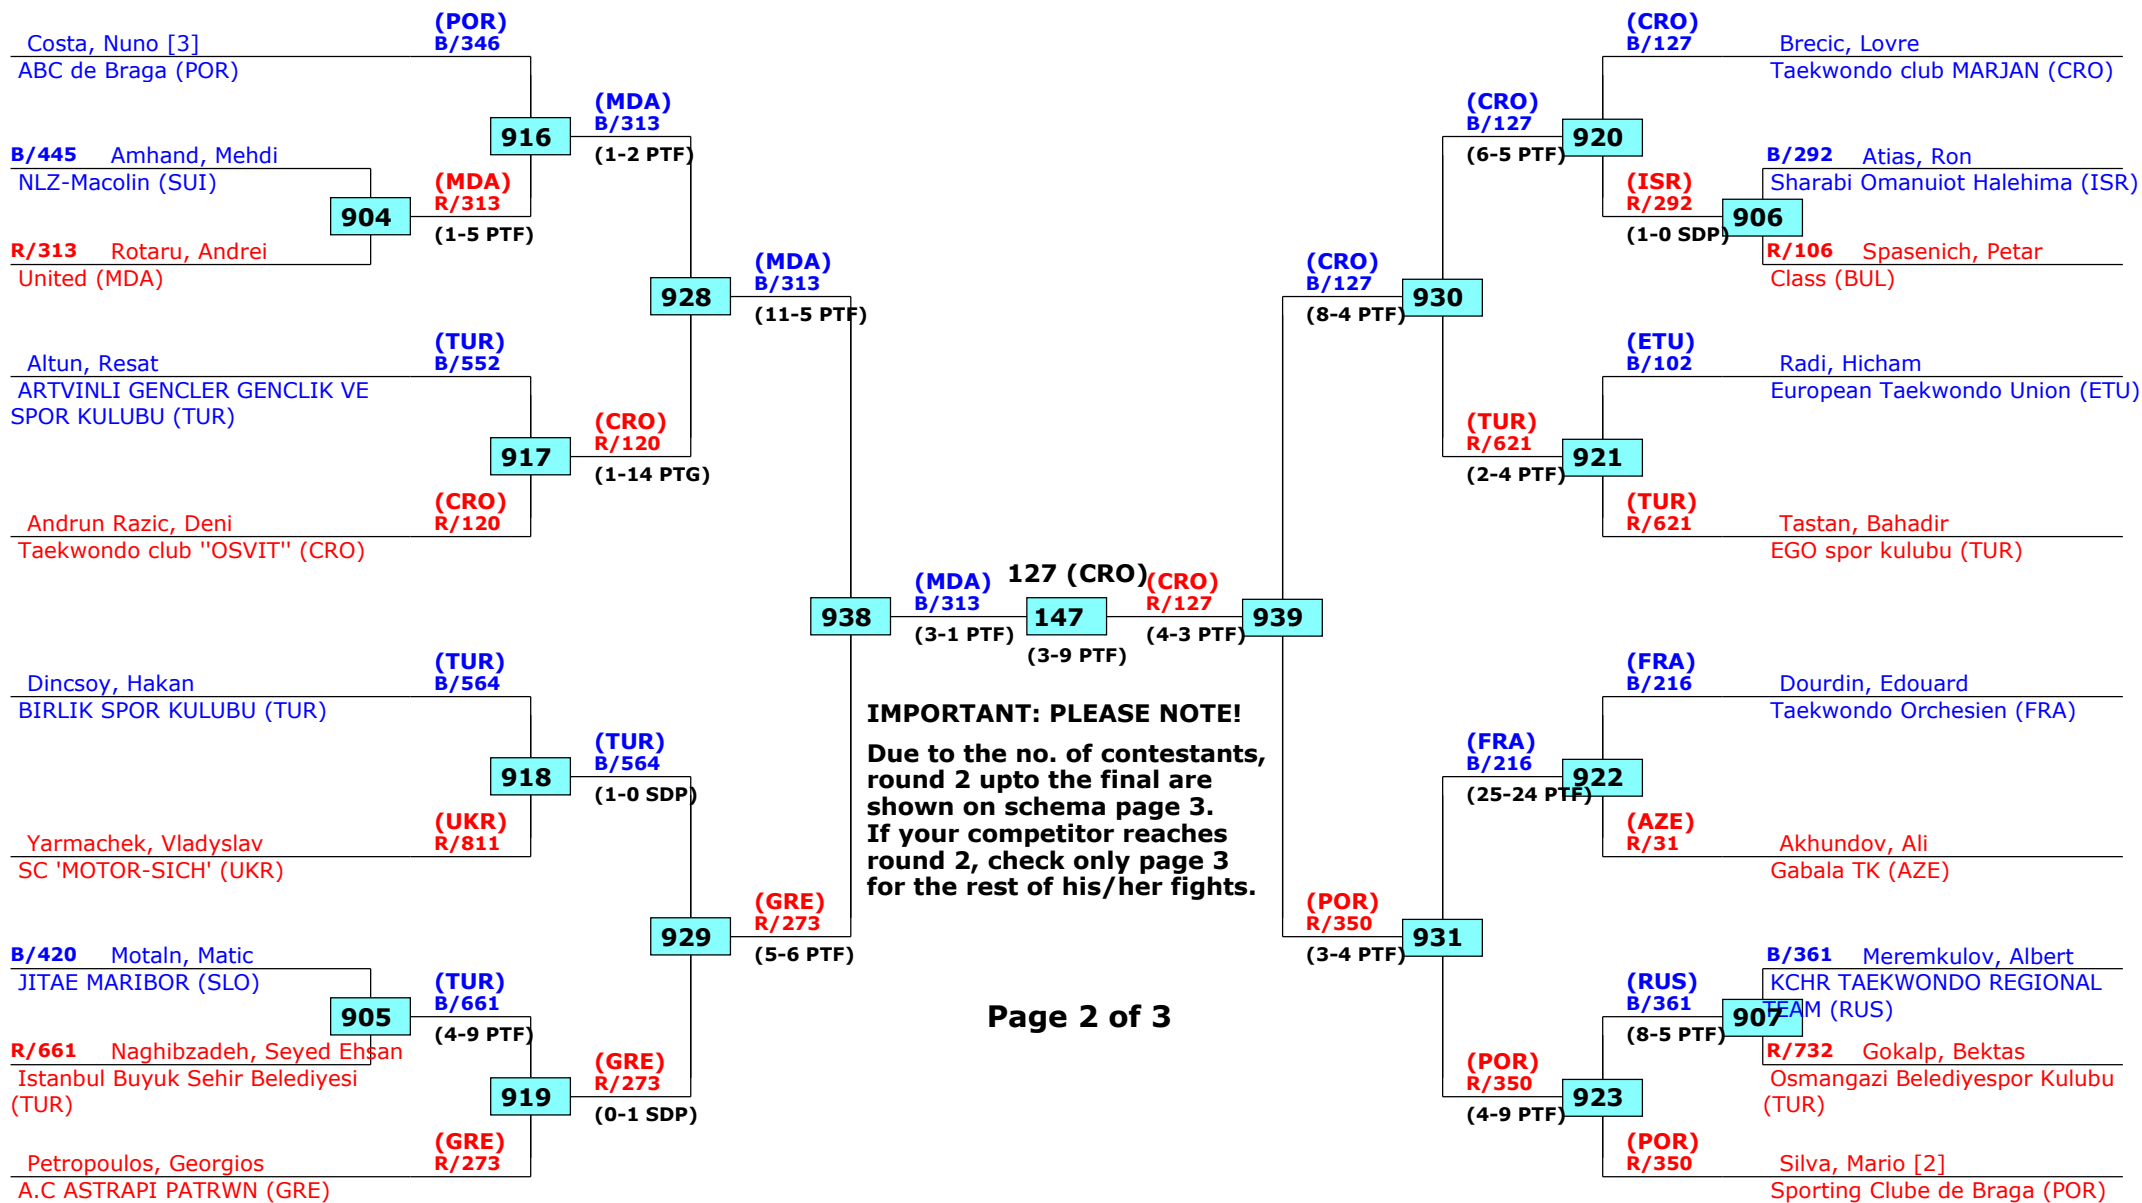 (POR)
Costa, Nuno [3] B/346
ABC de Braga (POR)
(MDA)
B/313
916
(1-2 PTF)
B/445 Amhand, Mehdi
NLZ-Macolin (SUI)
(MDA)
R/313
904
(1-5 PTF)
R/313 Rotaru, Andrei
United (MDA)
(MDA)
B/313
928
(11-5 PTF)
(TUR)
Altun, Resat B/552
ARTVINLI GENCLER GENCLIK VE
SPOR KULUBU (TUR)
(CRO)
R/120
917
(1-14 PTG)
(CRO)
Andrun Razic, Deni R/120
Taekwondo club "OSVIT" (CRO)
938
(MDA)
B/313
(3-1 PTF)
127 (CRO)
147
(3-9 PTF)
(CRO)
R/127
(4-3 PTF)
939
(TUR)
Dincsoy, Hakan B/564
BIRLIK SPOR KULUBU (TUR)
(TUR)
B/564
918
(1-0 SDP)
(UKR)
Yarmachek, Vladyslav R/811
SC 'MOTOR-SICH' (UKR)
(GRE)
R/273
929
(5-6 PTF)
B/420 Motaln, Matic
JITAE MARIBOR (SLO)
(TUR)
B/661
905
(4-9 PTF)
R/661 Naghibzadeh, Seyed Ehsan
Istanbul Buyuk Sehir Belediyesi
(TUR)
(GRE)
R/273
919
(0-1 SDP)
(GRE)
Petropoulos, Georgios R/273
A.C ASTRAPI PATRWN (GRE)
IMPORTANT: PLEASE NOTE!
Due to the no. of contestants,
round 2 upto the final are
shown on schema page 3.
If your competitor reaches
round 2, check only page 3
for the rest of his/her fights.
Page 2 of 3
(CRO)
B/127 Brecic, Lovre
Taekwondo club MARJAN (CRO)
(CRO)
B/127
920
(6-5 PTF)
B/292 Atias, Ron
Sharabi Omanuiot Halehima (ISR)
(ISR)
R/292
906
(1-0 SDP)
R/106 Spasenich, Petar
Class (BUL)
(CRO)
B/127
930
(8-4 PTF)
(ETU)
B/102 Radi, Hicham
European Taekwondo Union (ETU)
(TUR)
R/621
921
(2-4 PTF)
(TUR)
R/621 Tastan, Bahadir
EGO spor kulubu (TUR)
(FRA)
B/216 Dourdin, Edouard
Taekwondo Orchesien (FRA)
(FRA)
B/216
922
(25-24 PTF)
(AZE)
R/31 Akhundov, Ali
Gabala TK (AZE)
(POR)
R/350
931
(3-4 PTF)
B/361 Meremkulov, Albert
KCHR TAEKWONDO REGIONAL
TEAM (RUS)
(RUS)
B/361
907
(8-5 PTF)
R/732 Gokalp, Bektas
Osmangazi Belediyespor Kulubu
(TUR)
(POR)
R/350
923
(4-9 PTF)
(POR)
R/350 Silva, Mario [2]
Sporting Clube de Braga (POR)